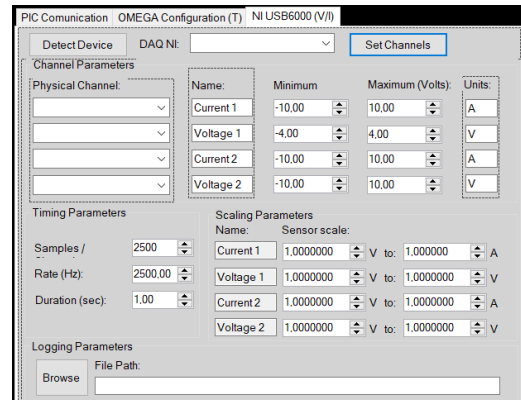 PIC Comunication OMEGA Configuration (T) NI USB6000 (V/I)
Detect Device DAQ NI: Set Channels
Channel Parameters
Physical Channel: Name: Minimum Maximum (Volts): Units:
Current 1 -10,00 10,00 A
Voltage 1 -4,00 4,00 V
Current 2 -10,00 10,00 A
Voltage 2 -10,00 10,00 V
Timing Parameters
Samples / 2500
Rate (Hz): 2500,00
Duration (sec): 1,00
Scaling Parameters
Name: Sensor scale:
Current 1 1,0000000 V to: 1,000000 A
Voltage 1 1,0000000 V to: 1,000000 V
Current 2 1,0000000 V to: 1,000000 A
Voltage 2 1,0000000 V to: 1,000000 V
Logging Parameters
File Path:
Browse